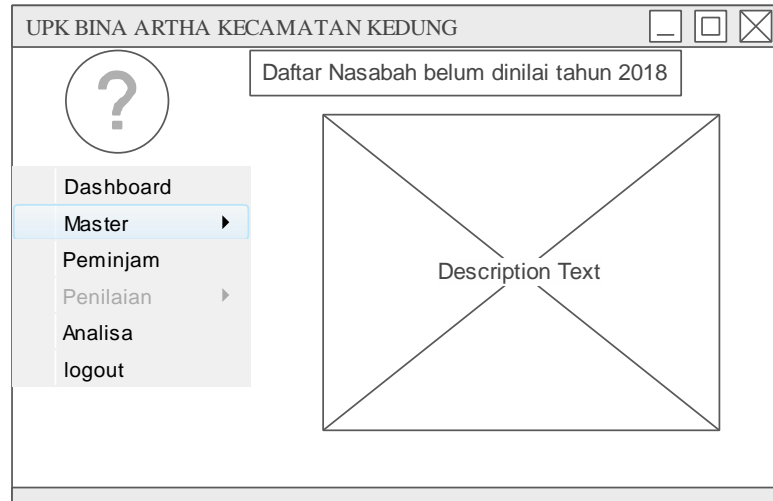 UPK BINA ARTHA KECAMATAN KEDUNG
?
Daftar Nasabah belum dinilai tahun 2018
Dashboard
Master
Peminjam
Penilaian
Analisa
logout
Description Text